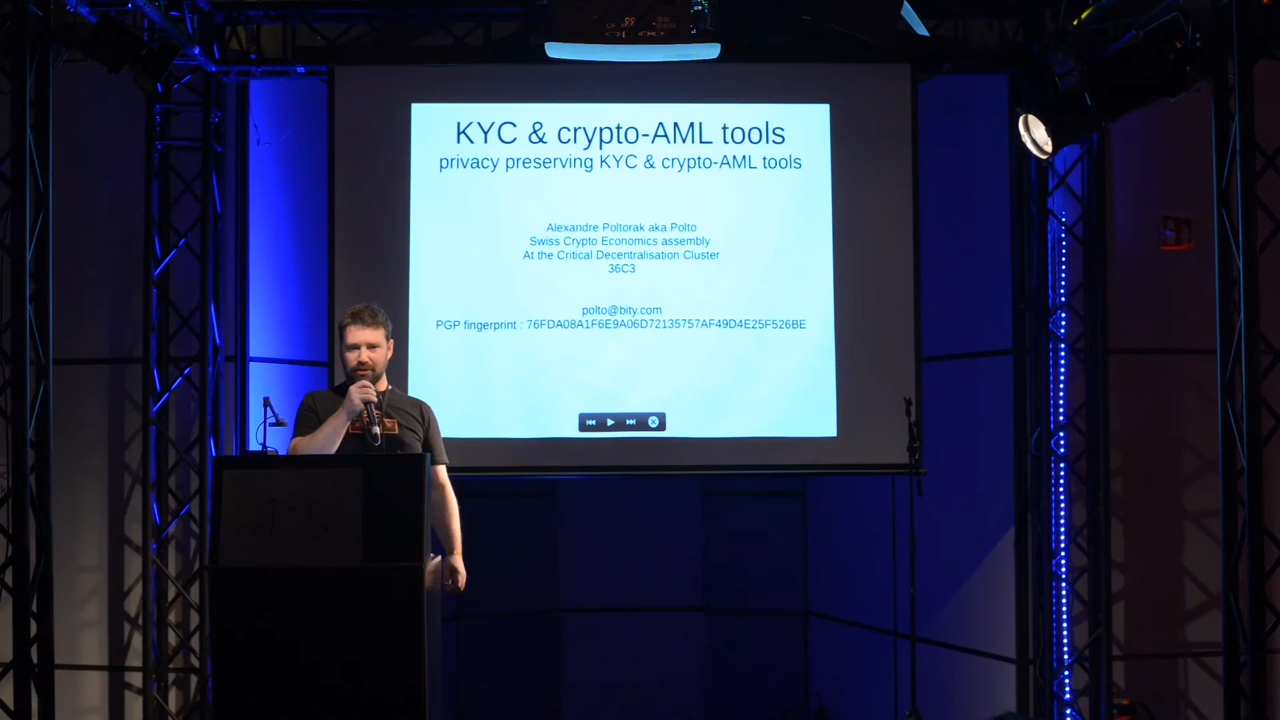 KYC & crypto-AML tools
privacy preserving KYC & crypto-AML tools
Alexandre Poltorak aka Polto
Swiss Crypto Economics assembly
At the Critical Decentralisation Cluster
36C3
polto@bity.com
PGP fingerprint : 76FDA08A1F6E9A06D72135757AF49D4E25F526BE